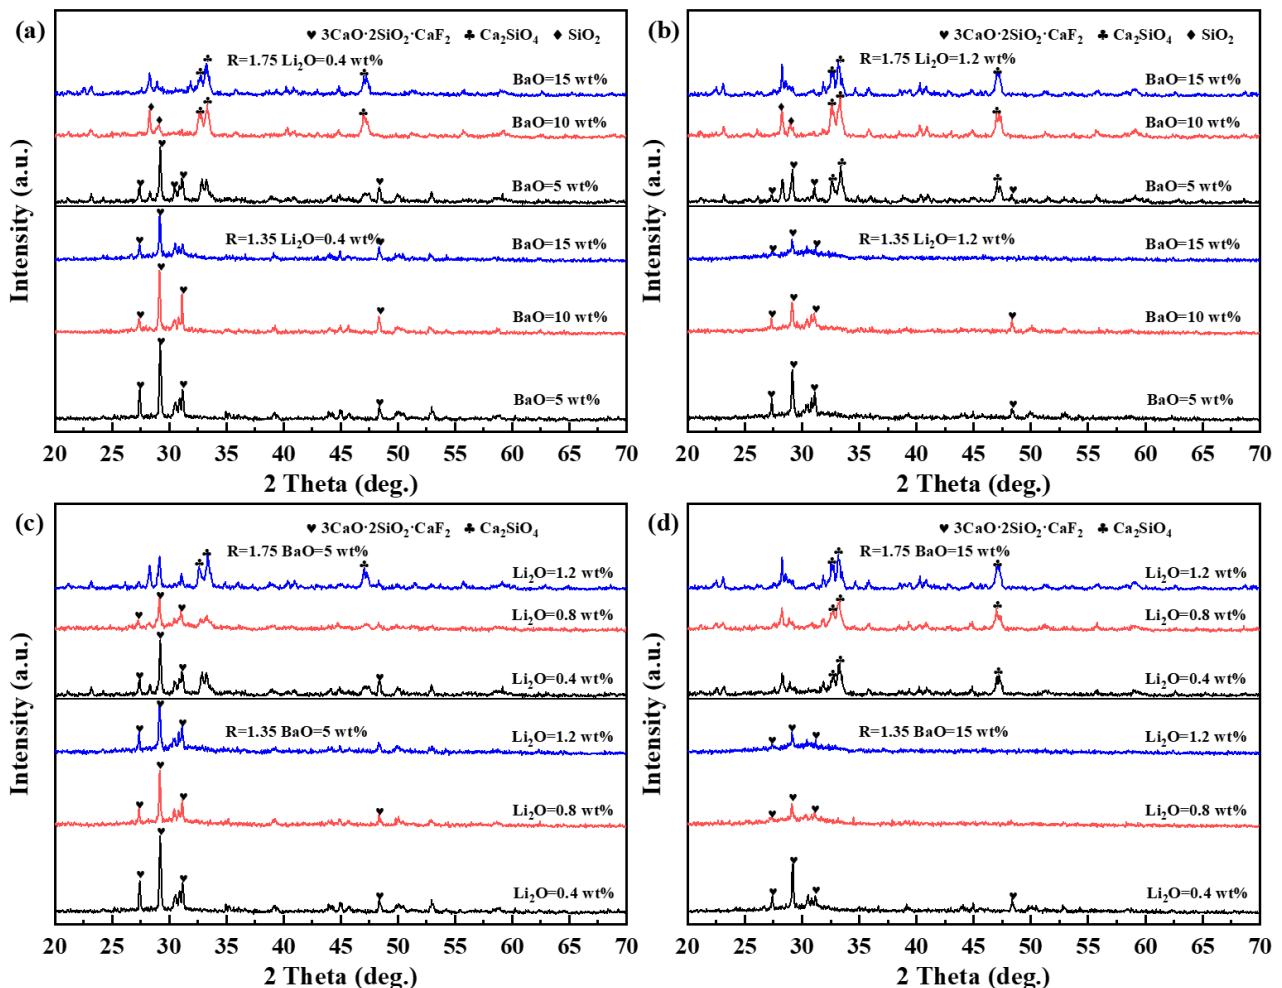 (a)
♥ 3CaO·2SiO₂·CaF₂ ♣ Ca₂SiO₄ ♦ SiO₂
R=1.75 Li₂O=0.4 wt%
BaO=15 wt%
BaO=10 wt%
BaO=5 wt%
R=1.35 Li₂O=0.4 wt%
BaO=15 wt%
BaO=10 wt%
BaO=5 wt%
Intensity (a.u.)
20 25 30 35 40 45 50 55 60 65 70
2 Theta (deg.)
(b)
♥ 3CaO·2SiO₂·CaF₂ ♣ Ca₂SiO₄ ♦ SiO₂
R=1.75 Li₂O=1.2 wt%
BaO=15 wt%
BaO=10 wt%
BaO=5 wt%
R=1.35 Li₂O=1.2 wt%
BaO=15 wt%
BaO=10 wt%
BaO=5 wt%
Intensity (a.u.)
20 25 30 35 40 45 50 55 60 65 70
2 Theta (deg.)
(c)
♥ 3CaO·2SiO₂·CaF₂ ♣ Ca₂SiO₄
R=1.75 BaO=5 wt%
Li₂O=1.2 wt%
Li₂O=0.8 wt%
Li₂O=0.4 wt%
R=1.35 BaO=5 wt%
Li₂O=1.2 wt%
Li₂O=0.8 wt%
Li₂O=0.4 wt%
Intensity (a.u.)
20 25 30 35 40 45 50 55 60 65 70
2 Theta (deg.)
(d)
♥ 3CaO·2SiO₂·CaF₂ ♣ Ca₂SiO₄
R=1.75 BaO=15 wt%
Li₂O=1.2 wt%
Li₂O=0.8 wt%
Li₂O=0.4 wt%
R=1.35 BaO=15 wt%
Li₂O=1.2 wt%
Li₂O=0.8 wt%
Li₂O=0.4 wt%
Intensity (a.u.)
20 25 30 35 40 45 50 55 60 65 70
2 Theta (deg.)